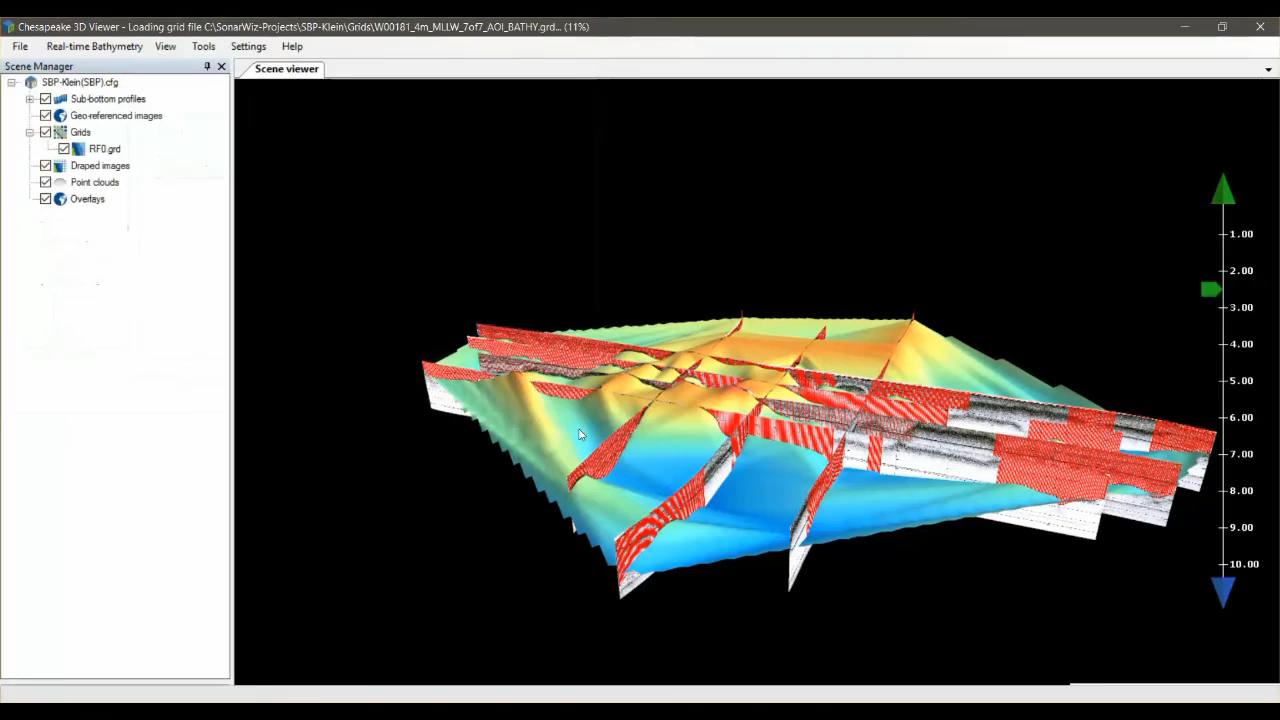 Chesapeake 3D Viewer - Loading grid file C:\SonarWiz-Projects\SBP-Klein\Grids\W00181_4m_MLLW_7of7_AOI_BATHY.grd... (11%)
File Real-time Bathymetry View Tools Settings Help
Scene Manager
Scene viewer
SBP-Klein(SBP).cfg
Sub-bottom profiles
Geo-referenced images
Grids
RF0.grd
Draped images
Point clouds
Overlays
1.00
2.00
3.00
4.00
5.00
6.00
7.00
8.00
9.00
10.00